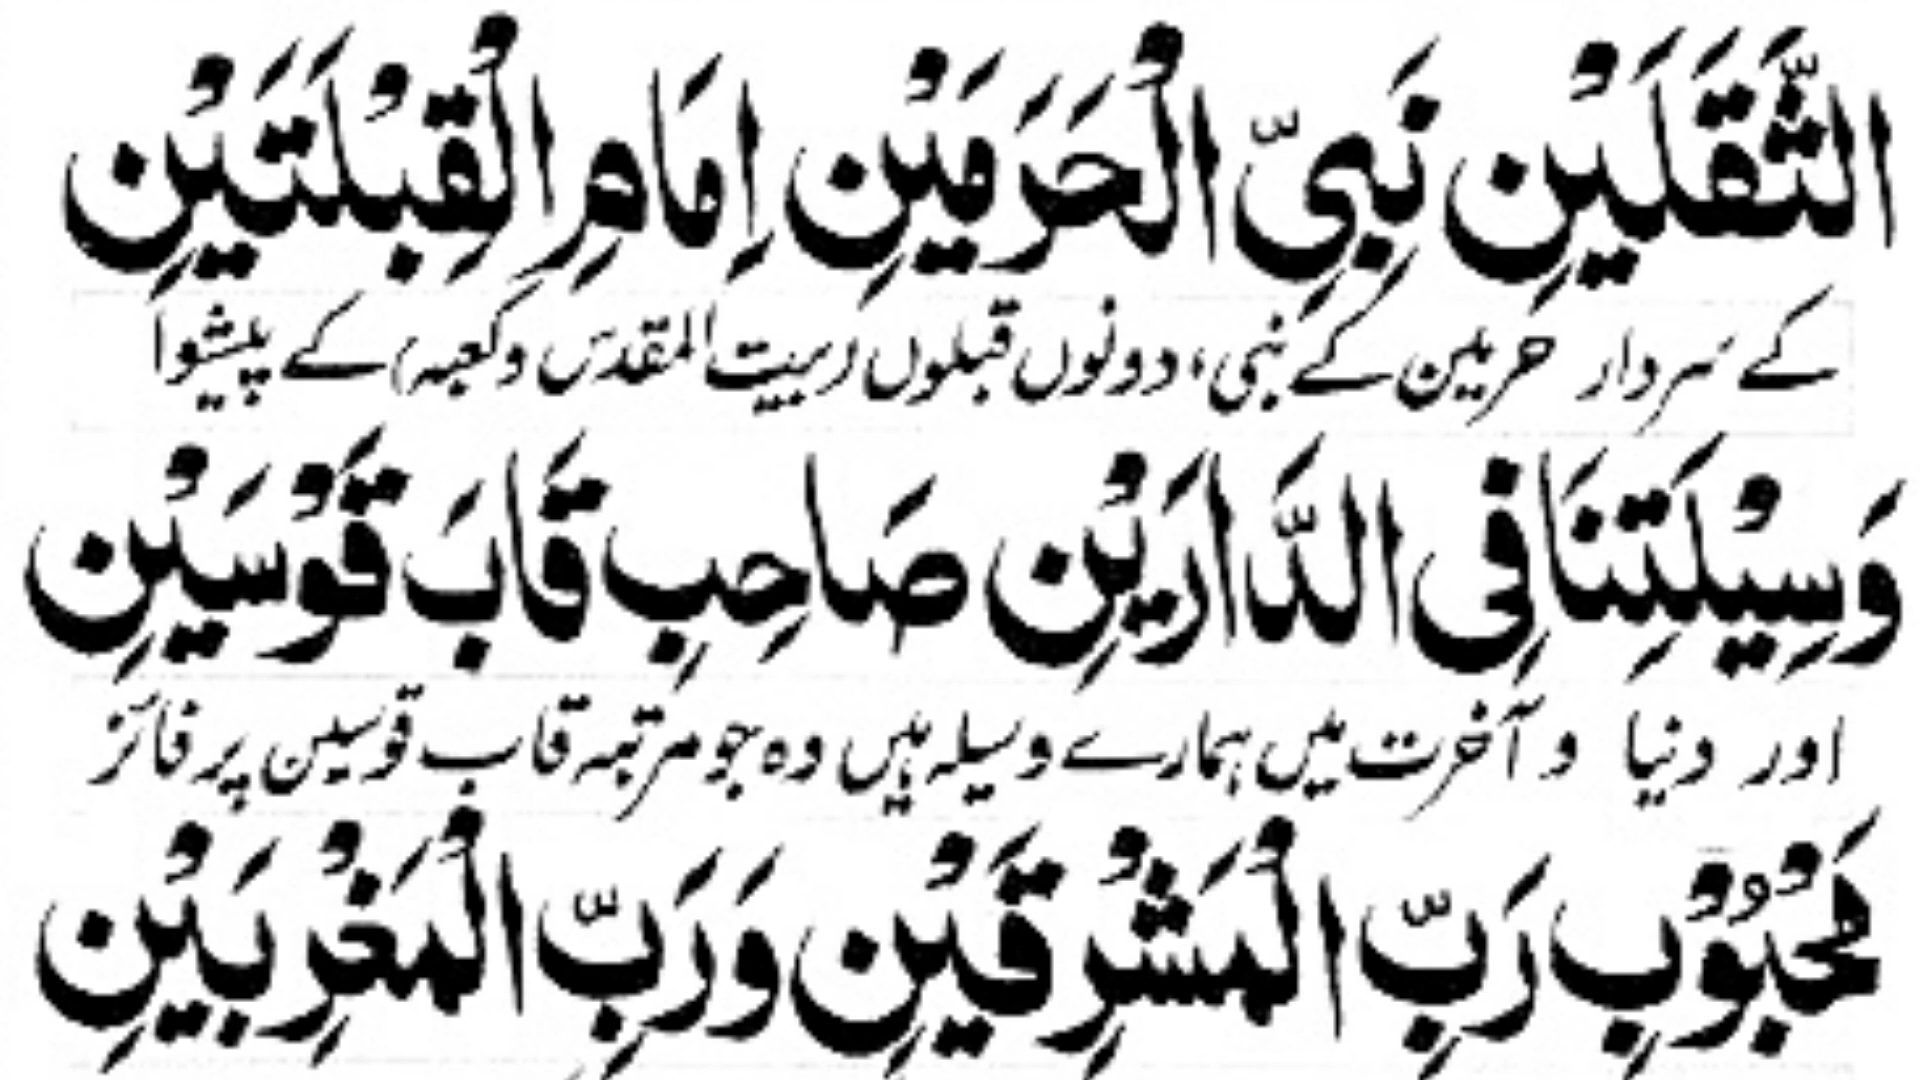 الثَّقَلَيْنِ نَبِيِّ الْحَرَمَيْنِ اِمَامِ الْقِبْلَتَيْنِ
کے سردار حرمین کے نبی، دونوں قبلوں (بیت المقدس و کعبہ) کے پیشوا
وَسِيْلَتِنَا فِي الدَّارَيْنِ صَاحِبِ قَابَ قَوْسَيْنِ
اور دنیا و آخرت میں ہمارے وسیلہ ہیں وہ جو مرتبہ قاب قوسین پر فائز
مَحْبُوْبِ رَبِّ الْمَشْرِقَيْنِ وَرَبِّ الْمَغْرِبَيْنِ